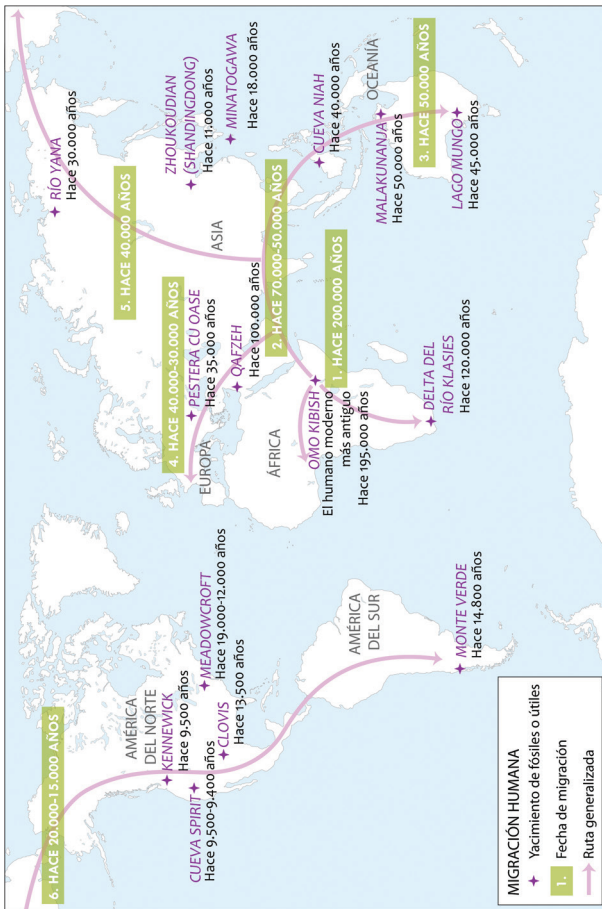 6. HACE 20.000-15.000 AÑOS
AMÉRICA
DEL NORTE
KENNEWICK
Hace 9.500 años
CUEVA SPIRIT
Hace 9.500-9.400 años
MEADOWCROFT
Hace 19.000-12.000 años
CLOVIS
Hace 13.500 años
AMÉRICA
DEL SUR
MONTE VERDE
Hace 14.800 años
4. HACE 40.000-30.000 AÑOS
PESTERA CU OASE
Hace 35.000 años
EUROPA
QAFZEH
Hace 100.000 años
ÁFRICA
2. HACE 70.000-50.000 AÑOS
OMO KIBISH
El humano moderno
más antiguo
Hace 195.000 años
1. HACE 200.000 AÑOS
DELTA DEL
RÍO KLASIES
Hace 120.000 años
RÍO YANA
Hace 30.000 años
5. HACE 40.000 AÑOS
ASIA
ZHOUKOUDIAN
(SHANDINGDONG)
Hace 11.000 años
MINATOGAWA
Hace 18.000 años
CUEVA NIAH
Hace 40.000 años
OCEANÍA
MALAKUNANJA
Hace 50.000 años
3. HACE 50.000 AÑOS
LAGO MUNGO
Hace 45.000 años
MIGRACIÓN HUMANA
Yacimiento de fósiles o útiles
1. Fecha de migración
Ruta generalizada